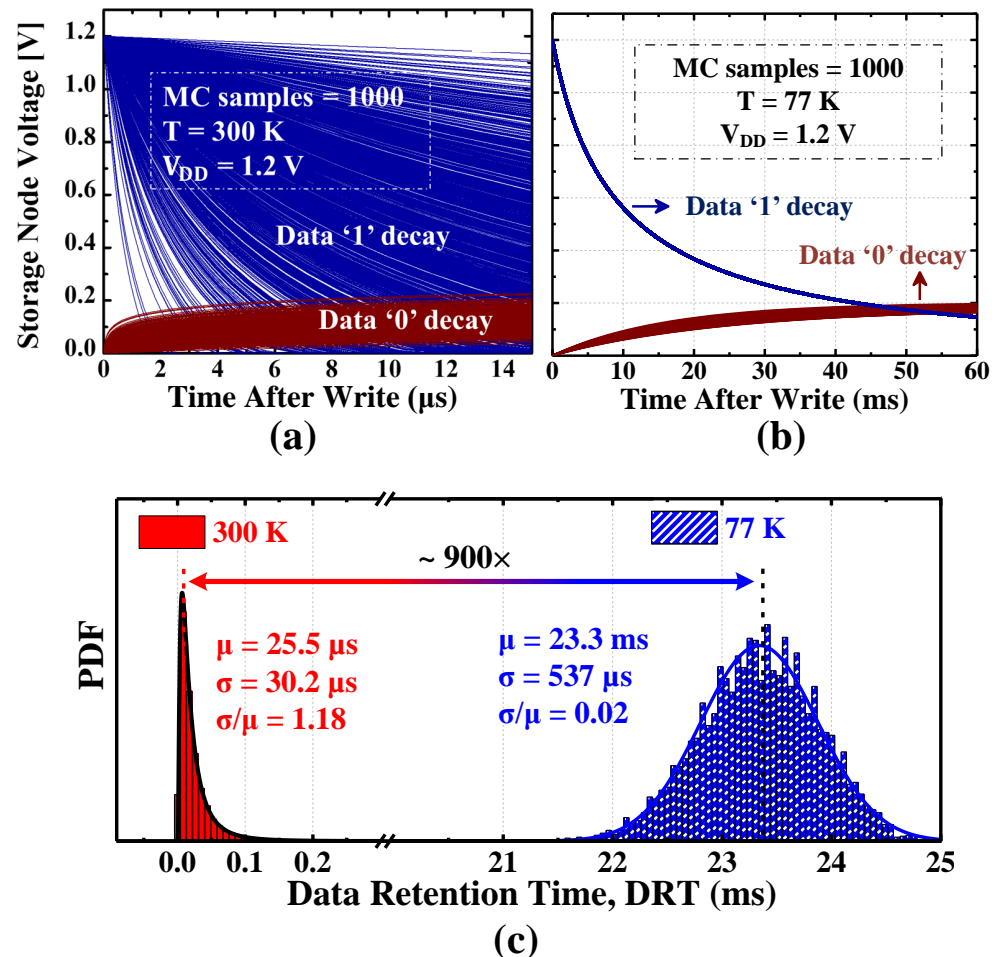 Storage Node Voltage [V]
1.2
1.0
0.8
0.6
0.4
0.2
0.0
MC samples = 1000
T = 300 K
V_DD = 1.2 V
Data ‘1’ decay
Data ‘0’ decay
0 2 4 6 8 10 12 14
Time After Write (µs)
(a)
MC samples = 1000
T = 77 K
V_DD = 1.2 V
Data ‘1’ decay
Data ‘0’ decay
0 10 20 30 40 50 60
Time After Write (ms)
(b)
PDF
300 K
77 K
~ 900×
μ = 25.5 µs
σ = 30.2 µs
σ/μ = 1.18
μ = 23.3 ms
σ = 537 µs
σ/μ = 0.02
0.0 0.1 0.2 21 22 23 24 25
Data Retention Time, DRT (ms)
(c)